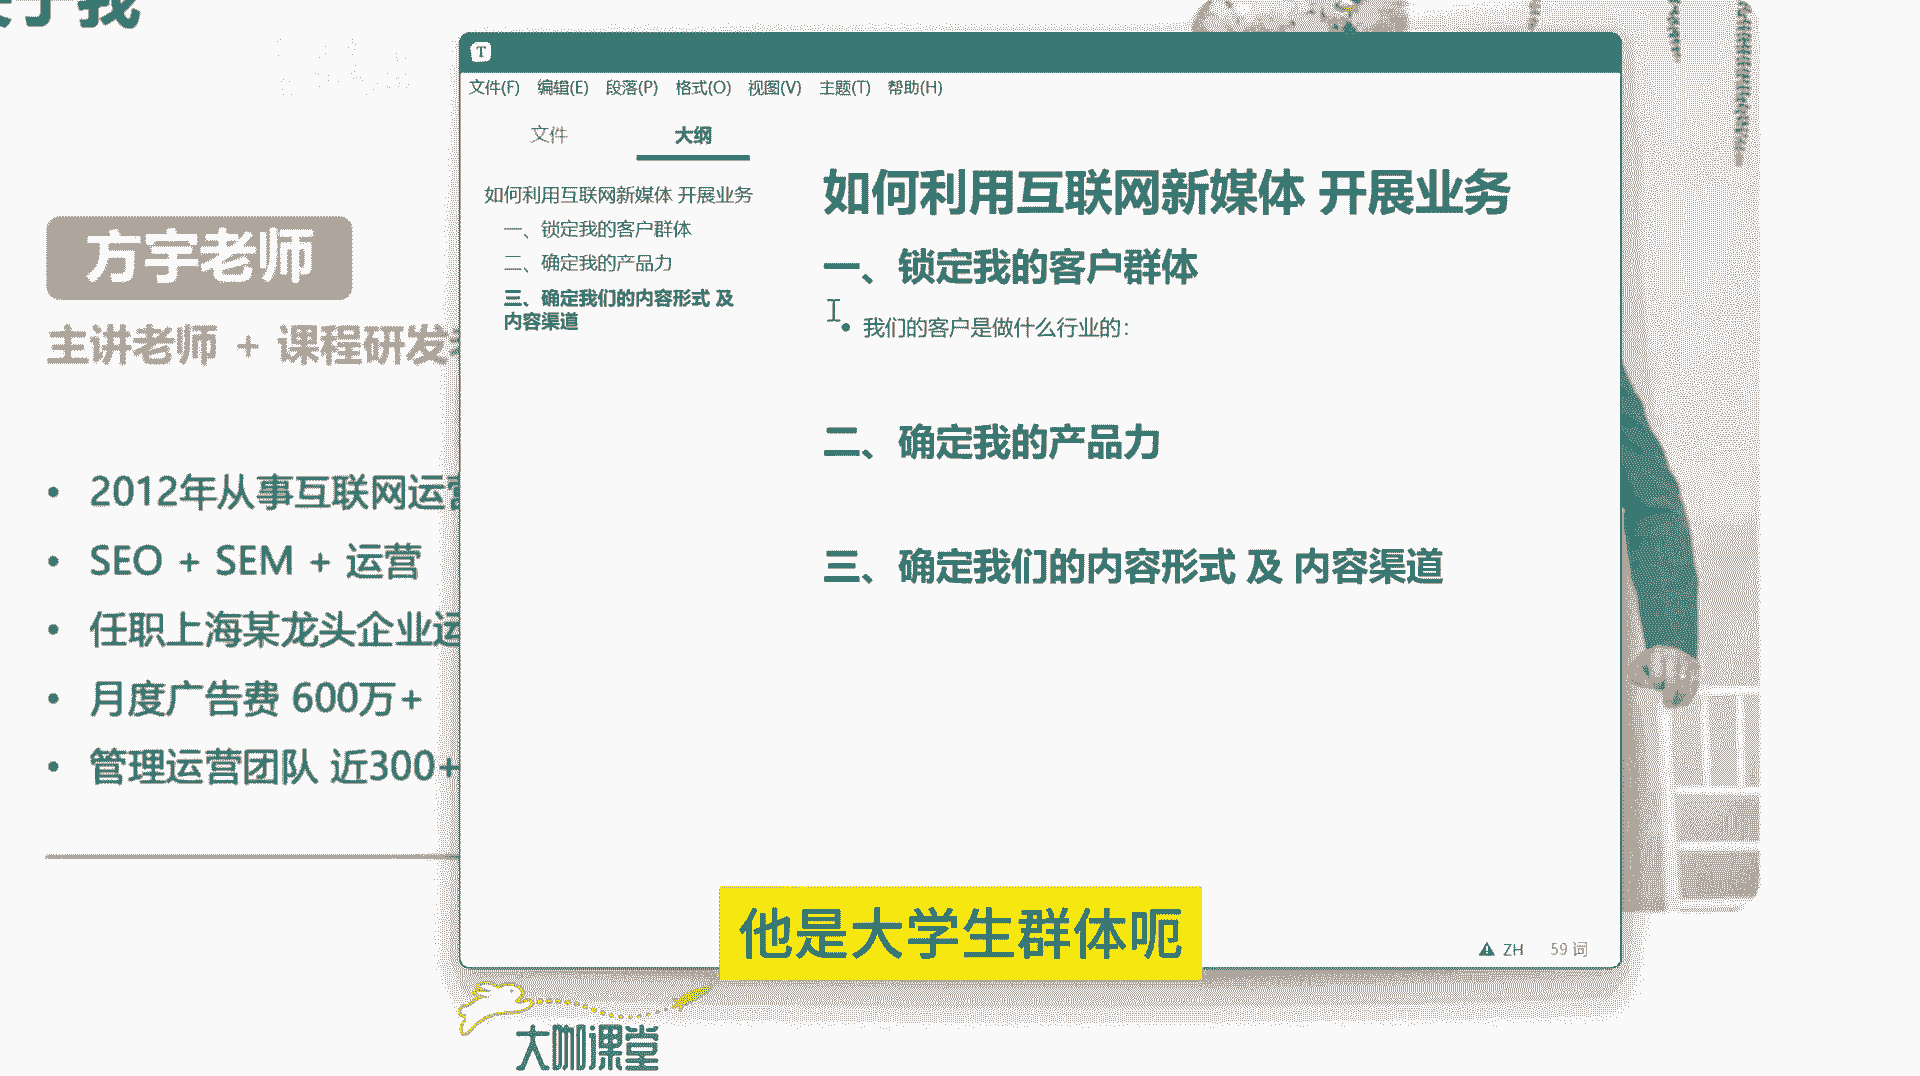 于我
方宇老师
主讲老师 + 课程研发
2012年从事互联网运营
SEO + SEM + 运营
任职上海某龙头企业运
月度广告费 600万+
管理运营团队 近300+
T
文件(F) 编辑(E) 段落(P) 格式(O) 视图(V) 主题(T) 帮助(H)
文件 大纲
如何利用互联网新媒体 开展业务
一、锁定我的客户群体
二、确定我的产品力
三、确定我们的内容形式 及
内容渠道
如何利用互联网新媒体 开展业务
一、锁定我的客户群体
我们的客户是做什么行业的：
二、确定我的产品力
三、确定我们的内容形式 及 内容渠道
ZH 59 词
他是大学生群体呃
大咖课堂